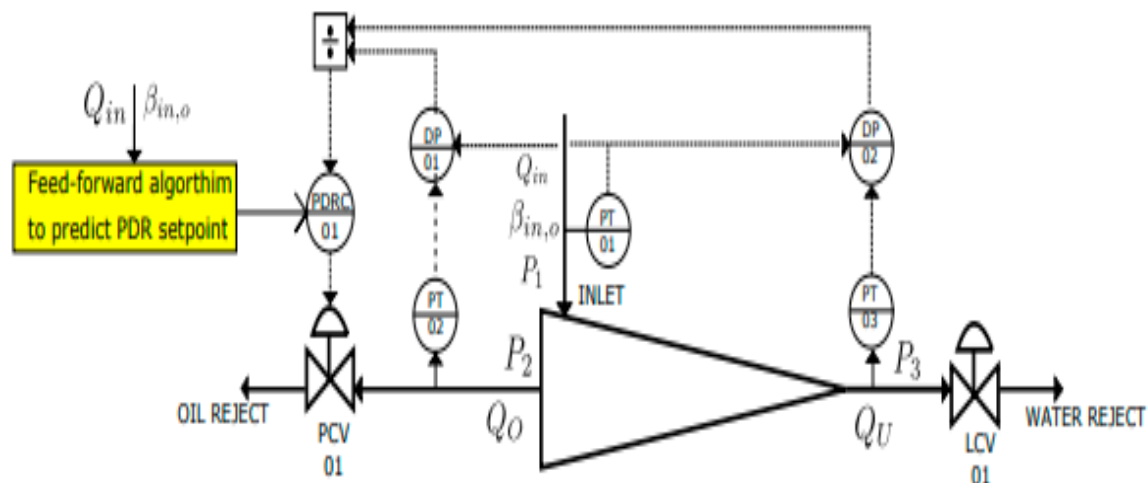 ÷
Q_in
β_in,o
Feed-forward algorthim
to predict PDR setpoint
PDRC
01
DP
01
DP
02
Q_in
β_in,o
P_1
PT
01
INLET
PT
02
PT
03
P_2
P_3
Q_O
Q_U
OIL REJECT
PCV
01
WATER REJECT
LCV
01